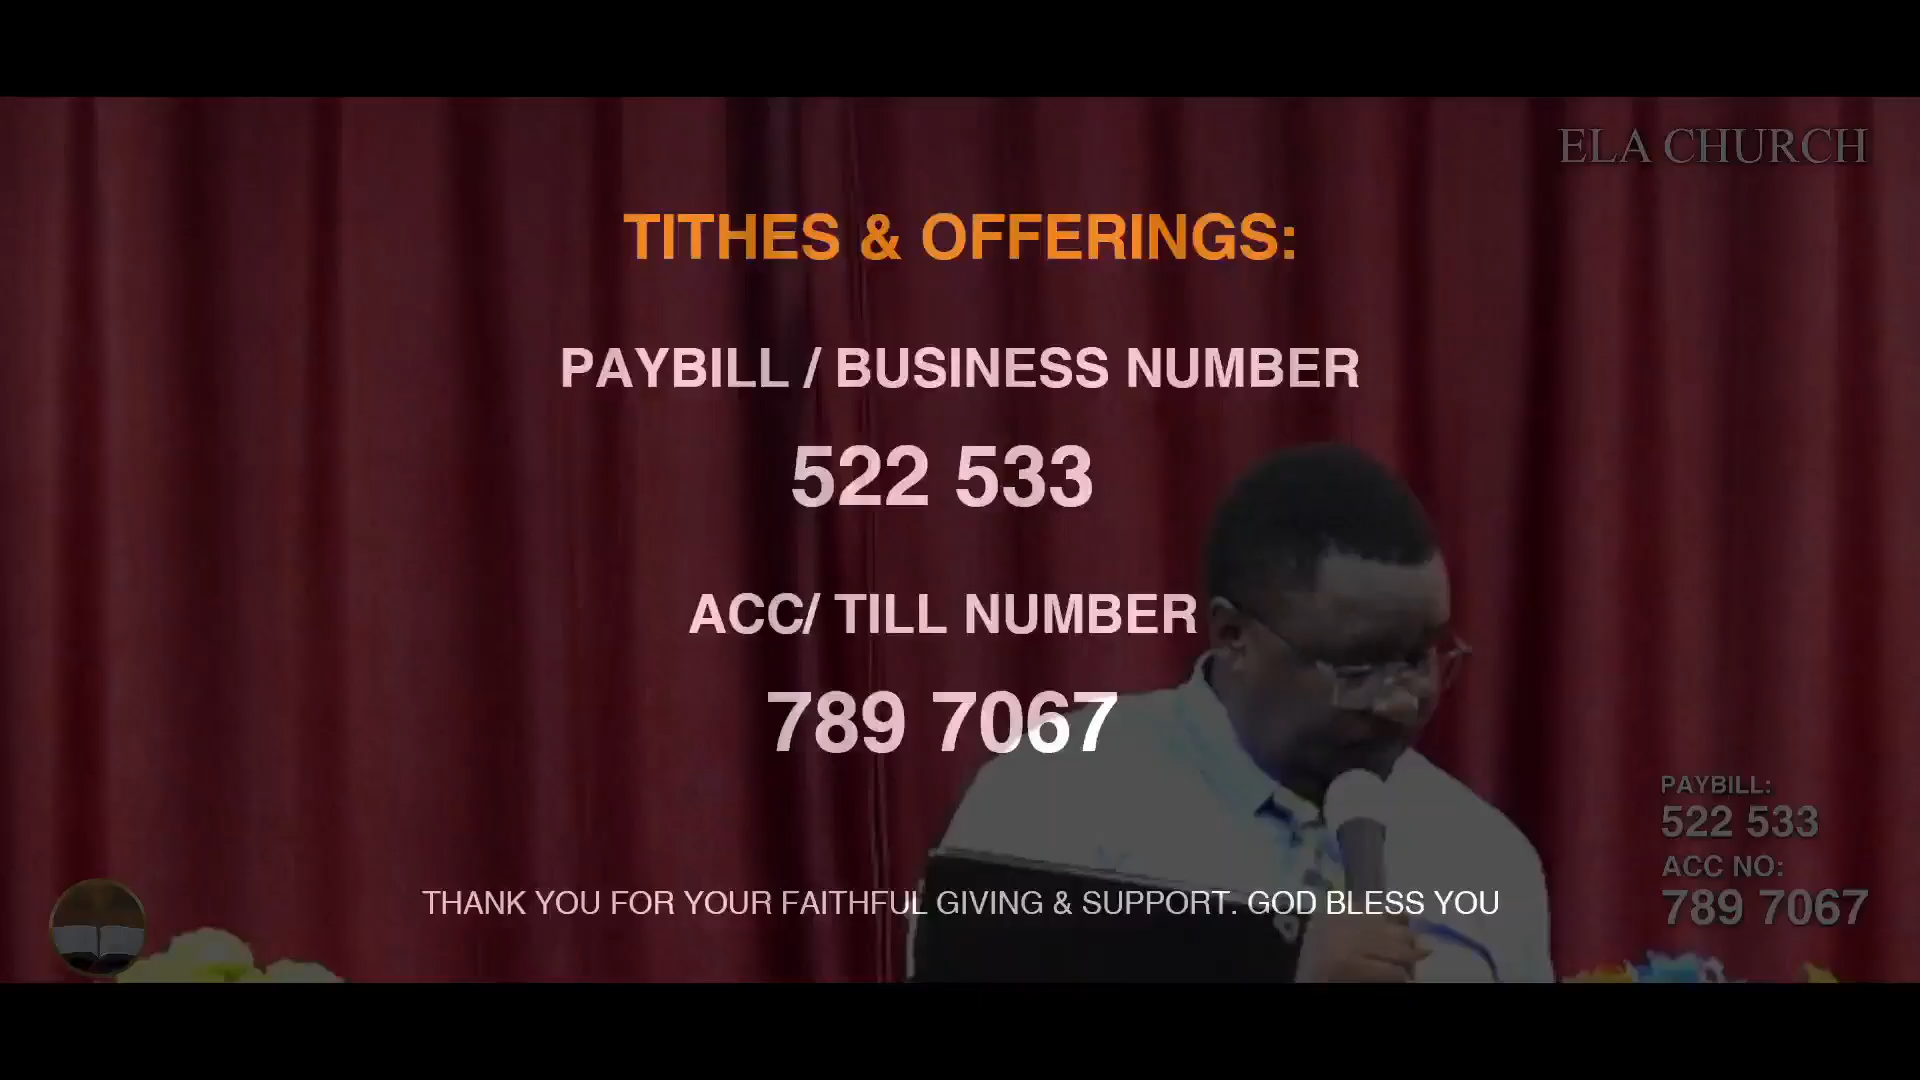 ELA CHURCH
TITHES & OFFERINGS:
PAYBILL / BUSINESS NUMBER
522 533
ACC/ TILL NUMBER
789 7067
THANK YOU FOR YOUR FAITHFUL GIVING & SUPPORT. GOD BLESS YOU
PAYBILL:
522 533
ACC NO:
789 7067